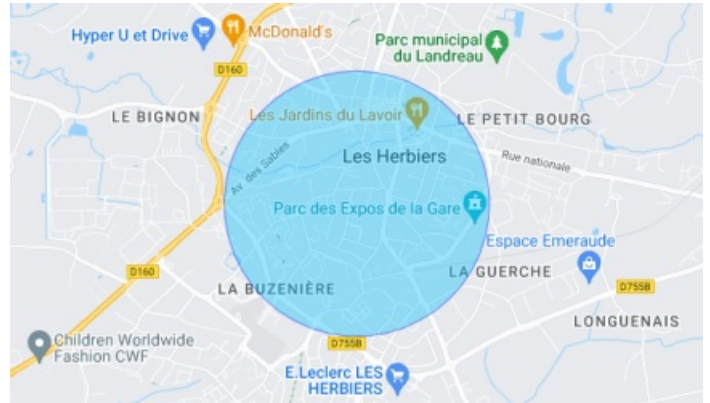 Hyper U et Drive
McDonald's
Parc municipal
du Landreau
D160
LE BIGNON
Les Jardins du Lavoir
LE PETIT BOURG
Av. des Sables
Les Herbiers
Rue nationale
Parc des Expos de la Gare
Espace Emeraude
D160
LA GUERCHE
LA BUZENIÈRE
D755B
LONGUENAIS
Children Worldwide
Fashion CWF
D755B
E.Leclerc LES
HERBIERS